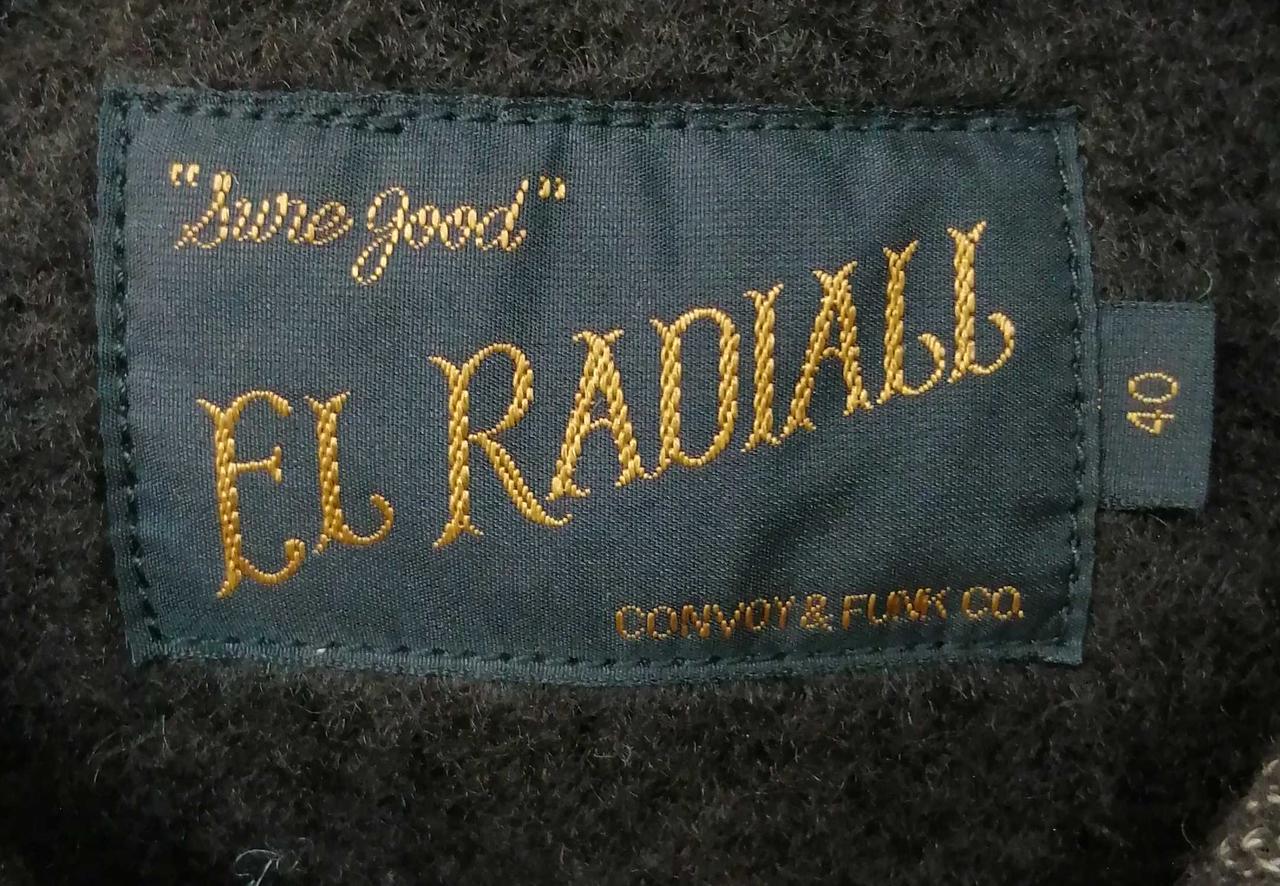 "Sure good"
EL RADIALL
CONVOY & FUNK CO.
40